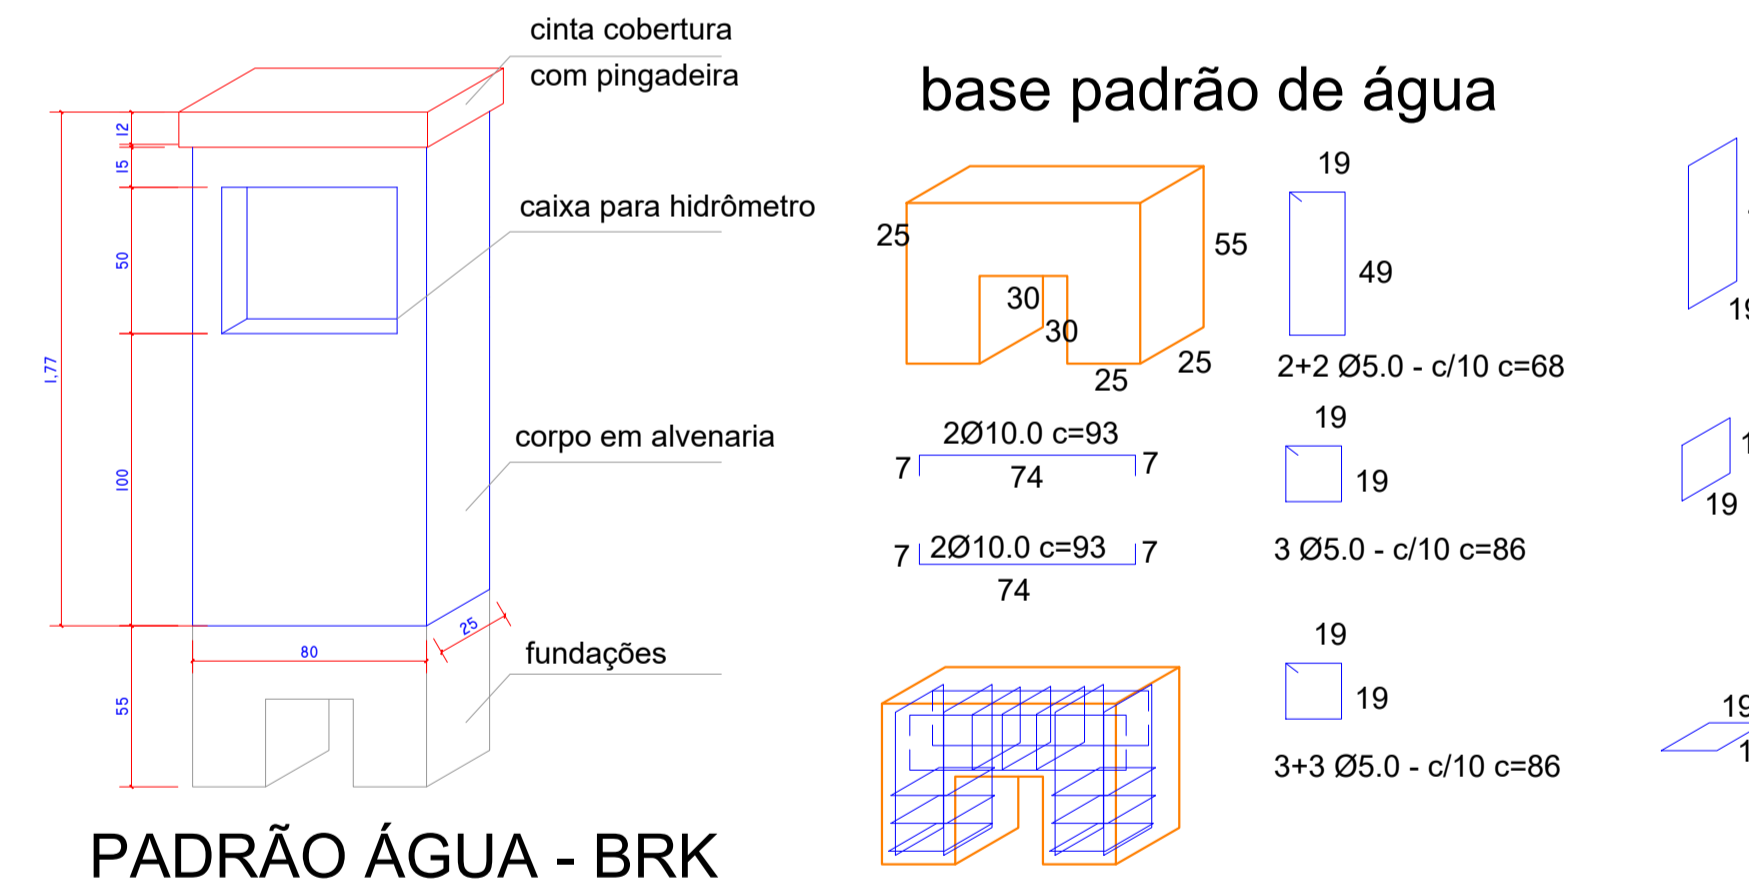 cinta cobertura
com pingadeira
caixa para hidrômetro
corpo em alvenaria
fundações
12
15
50
1,77
100
55
80
25
PADRÃO ÁGUA - BRK
base padrão de água
25
55
30
30
25
25
2Ø10.0 c=93
7
7
74
2Ø10.0 c=93
7
7
74
19
49
2+2 Ø5.0 - c/10 c=68
19
19
3 Ø5.0 - c/10 c=86
19
19
3+3 Ø5.0 - c/10 c=86
19
19
19